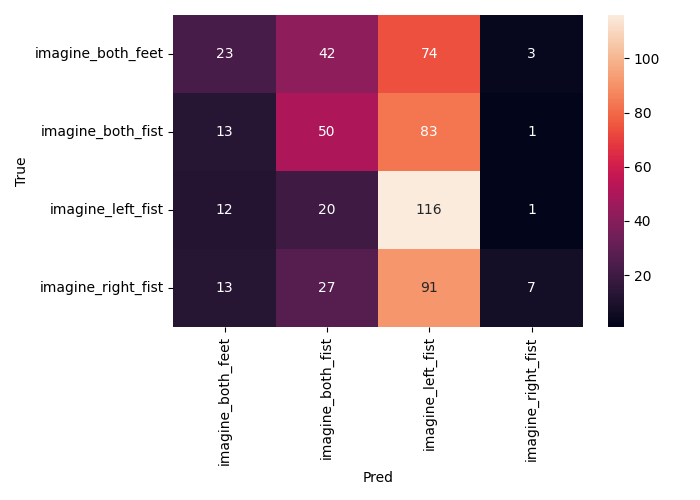 imagine_both_feet 23 42 74 3
imagine_both_fist 13 50 83 1
imagine_left_fist 12 20 116 1
imagine_right_fist 13 27 91 7
True
imagine_both_feet
imagine_both_fist
imagine_left_fist
imagine_right_fist
Pred
100
80
60
40
20